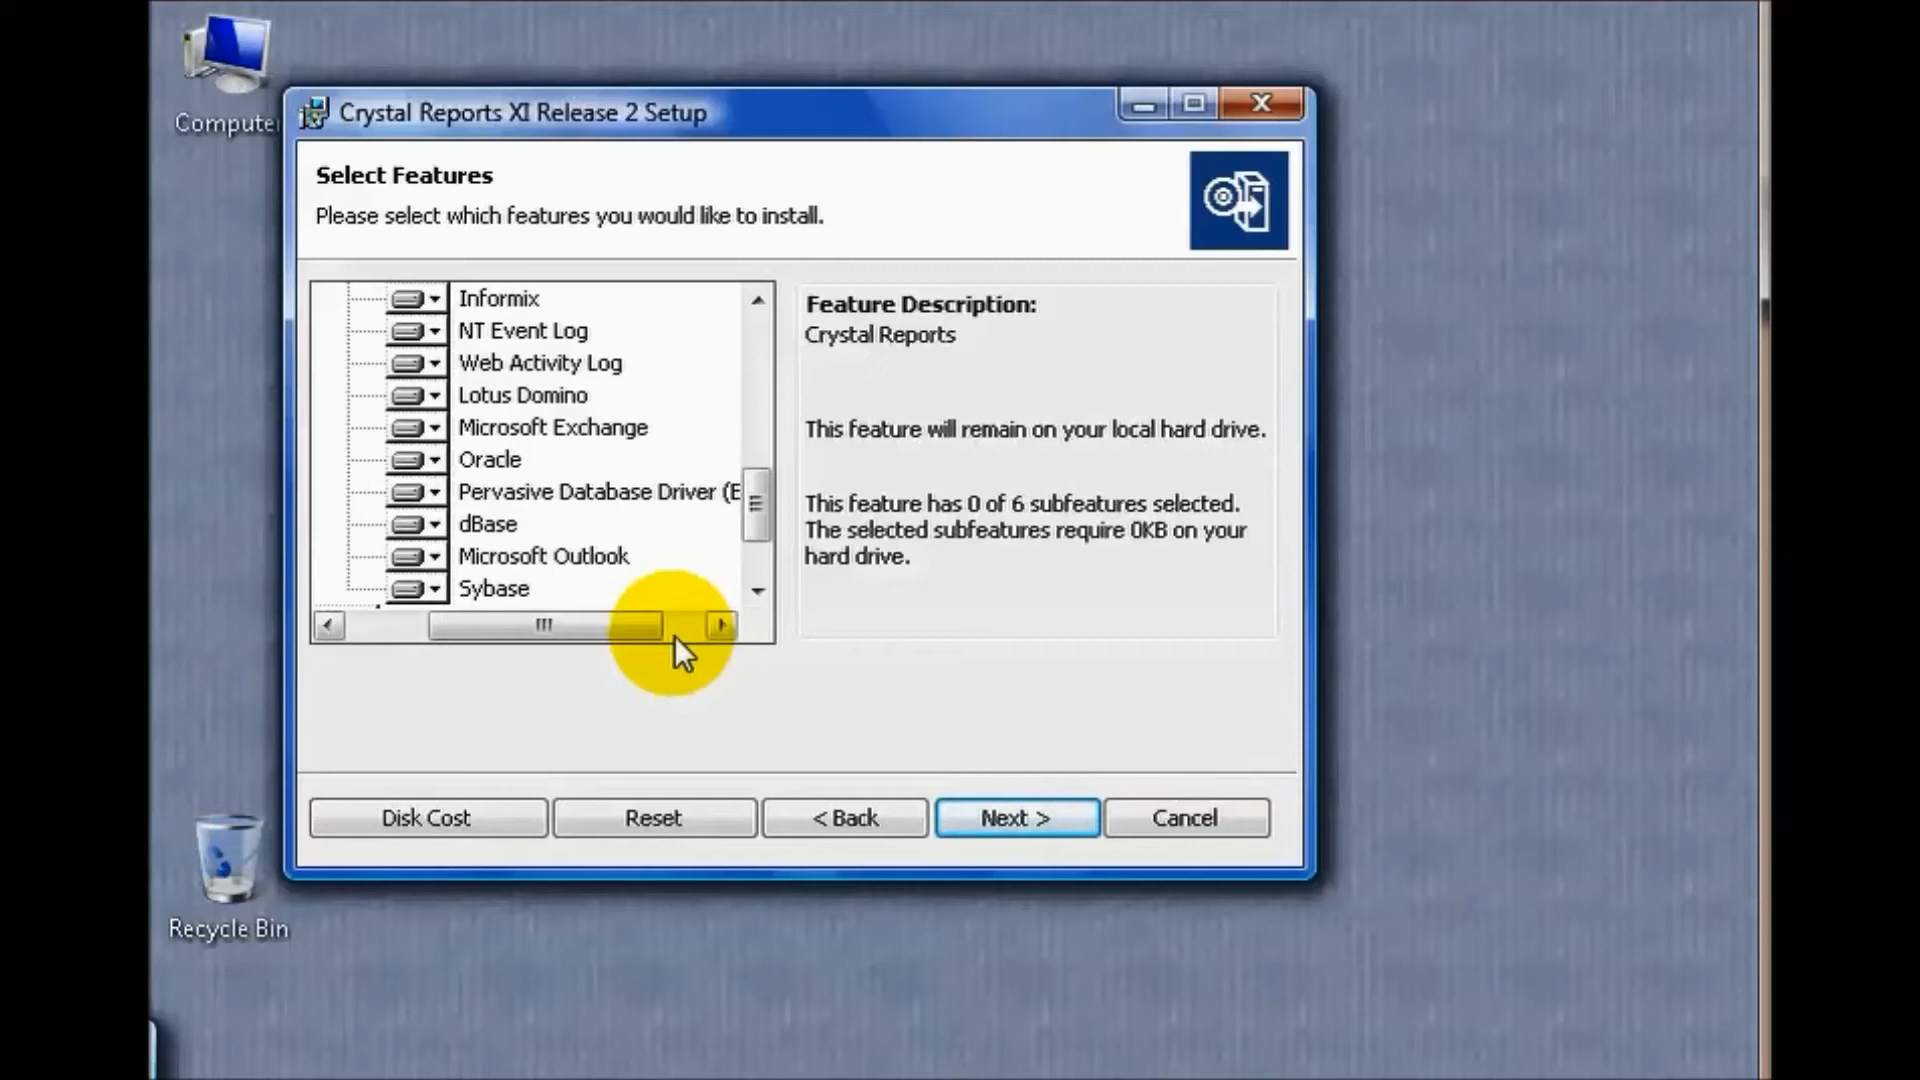 Computer
Crystal Reports XI Release 2 Setup
Select Features
Please select which features you would like to install.
Informix
NT Event Log
Web Activity Log
Lotus Domino
Microsoft Exchange
Oracle
Pervasive Database Driver (E
dBase
Microsoft Outlook
Sybase
Feature Description:
Crystal Reports
This feature will remain on your local hard drive.
This feature has 0 of 6 subfeatures selected.
The selected subfeatures require 0KB on your
hard drive.
Disk Cost
Reset
< Back
Next >
Cancel
Recycle Bin